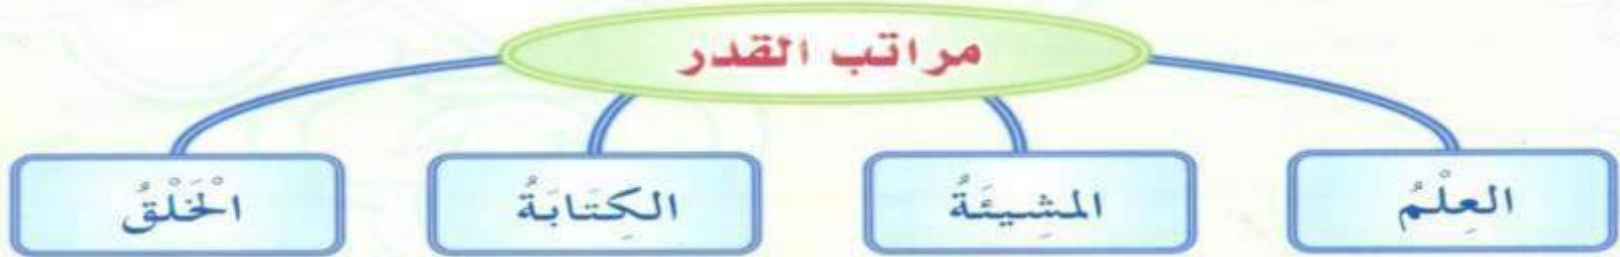 مراتب القدر
العِلْمُ
المشِيئَةُ
الكِتَابَةُ
الْخَلْقُ